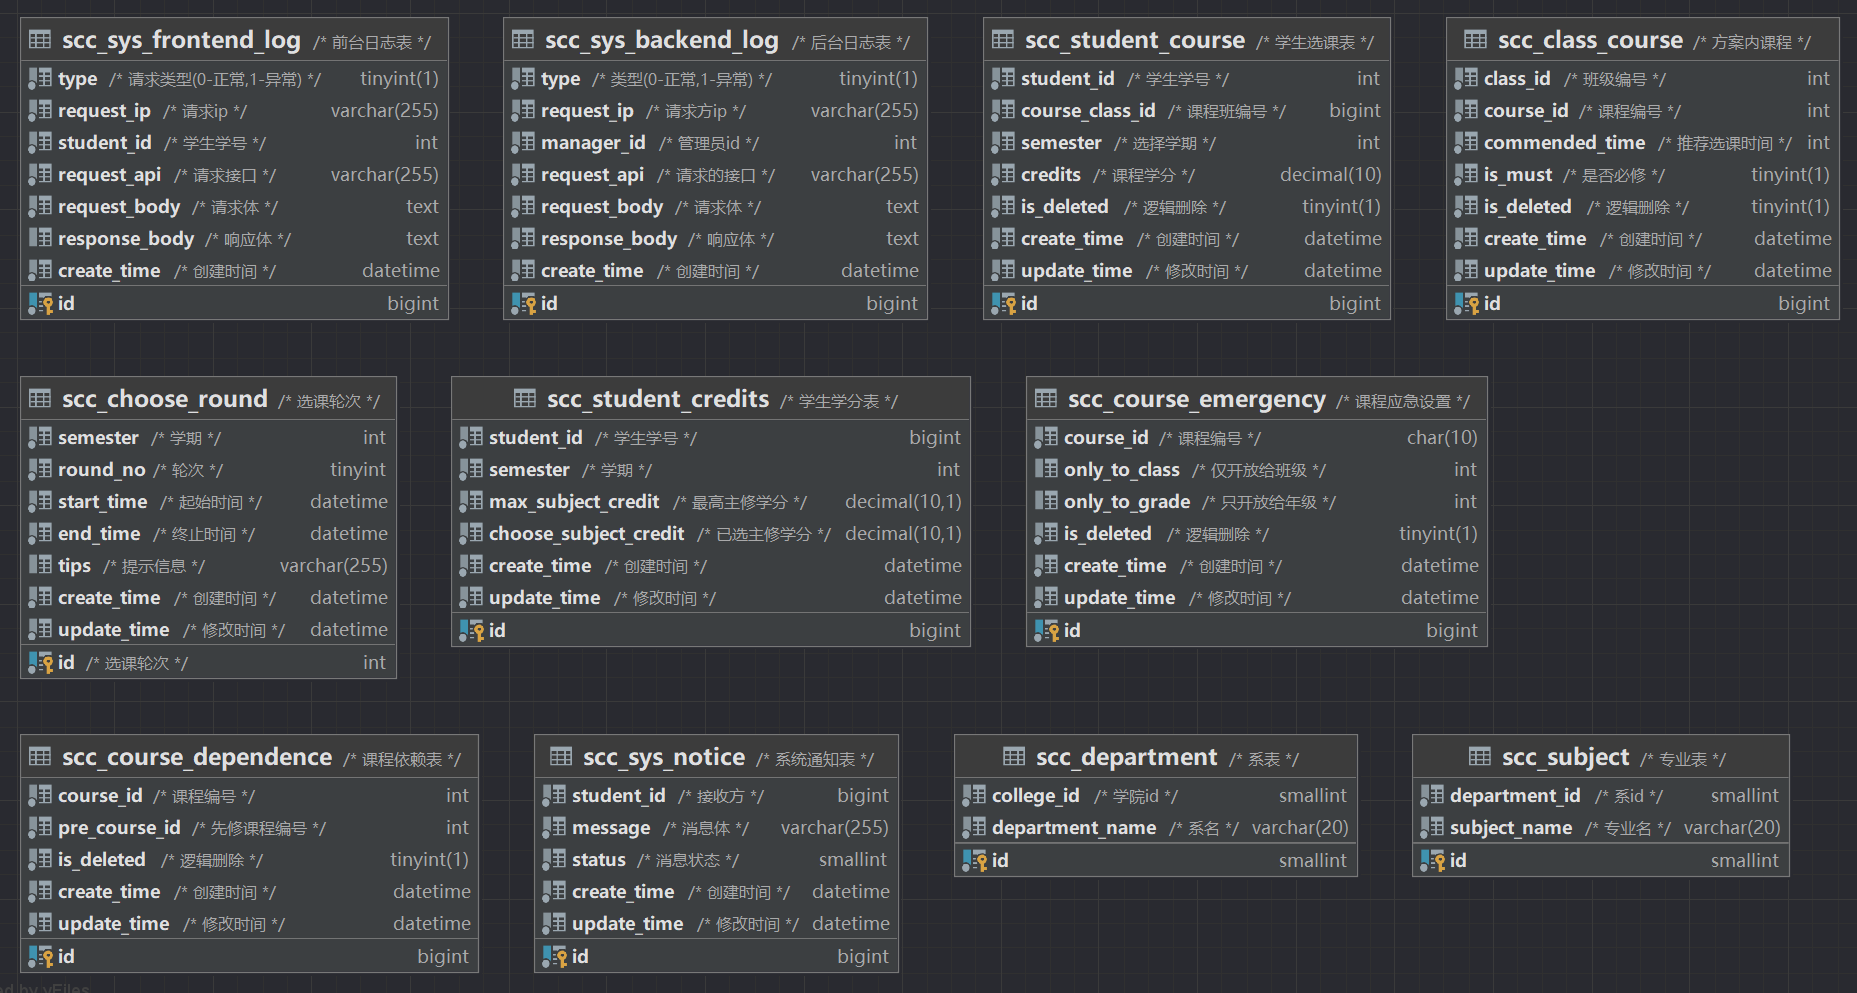 scc_sys_frontend_log /* 前台日志表 */
type /* 请求类型(0-正常,1-异常) */ tinyint(1)
request_ip /* 请求ip */ varchar(255)
student_id /* 学生学号 */ int
request_api /* 请求接口 */ varchar(255)
request_body /* 请求体 */ text
response_body /* 响应体 */ text
create_time /* 创建时间 */ datetime
id bigint
scc_sys_backend_log /* 后台日志表 */
type /* 类型(0-正常,1-异常) */ tinyint(1)
request_ip /* 请求方ip */ varchar(255)
manager_id /* 管理员id */ int
request_api /* 请求的接口 */ varchar(255)
request_body /* 请求体 */ text
response_body /* 响应体 */ text
create_time /* 创建时间 */ datetime
id bigint
scc_student_course /* 学生选课表 */
student_id /* 学生学号 */ int
course_class_id /* 课程班编号 */ bigint
semester /* 选择学期 */ int
credits /* 课程学分 */ decimal(10)
is_deleted /* 逻辑删除 */ tinyint(1)
create_time /* 创建时间 */ datetime
update_time /* 修改时间 */ datetime
id bigint
scc_class_course /* 方案内课程 */
class_id /* 班级编号 */ int
course_id /* 课程编号 */ int
commended_time /* 推荐选课时间 */ int
is_must /* 是否必修 */ tinyint(1)
is_deleted /* 逻辑删除 */ tinyint(1)
create_time /* 创建时间 */ datetime
update_time /* 修改时间 */ datetime
id bigint
scc_choose_round /* 选课轮次 */
semester /* 学期 */ int
round_no /* 轮次 */ tinyint
start_time /* 起始时间 */ datetime
end_time /* 终止时间 */ datetime
tips /* 提示信息 */ varchar(255)
create_time /* 创建时间 */ datetime
update_time /* 修改时间 */ datetime
id /* 选课轮次 */ int
scc_student_credits /* 学生学分表 */
student_id /* 学生学号 */ bigint
semester /* 学期 */ int
max_subject_credit /* 最高主修学分 */ decimal(10,1)
choose_subject_credit /* 已选主修学分 */ decimal(10,1)
create_time /* 创建时间 */ datetime
update_time /* 修改时间 */ datetime
id bigint
scc_course_emergency /* 课程应急设置 */
course_id /* 课程编号 */ char(10)
only_to_class /* 仅开放给班级 */ int
only_to_grade /* 只开放给年级 */ int
is_deleted /* 逻辑删除 */ tinyint(1)
create_time /* 创建时间 */ datetime
update_time /* 修改时间 */ datetime
id bigint
scc_course_dependence /* 课程依赖表 */
course_id /* 课程编号 */ int
pre_course_id /* 先修课程编号 */ int
is_deleted /* 逻辑删除 */ tinyint(1)
create_time /* 创建时间 */ datetime
update_time /* 修改时间 */ datetime
id bigint
scc_sys_notice /* 系统通知表 */
student_id /* 接收方 */ bigint
message /* 消息体 */ varchar(255)
status /* 消息状态 */ smallint
create_time /* 创建时间 */ datetime
update_time /* 修改时间 */ datetime
id bigint
scc_department /* 系表 */
college_id /* 学院id */ smallint
department_name /* 系名 */ varchar(20)
id smallint
scc_subject /* 专业表 */
department_id /* 系id */ smallint
subject_name /* 专业名 */ varchar(20)
id smallint
by yFiles